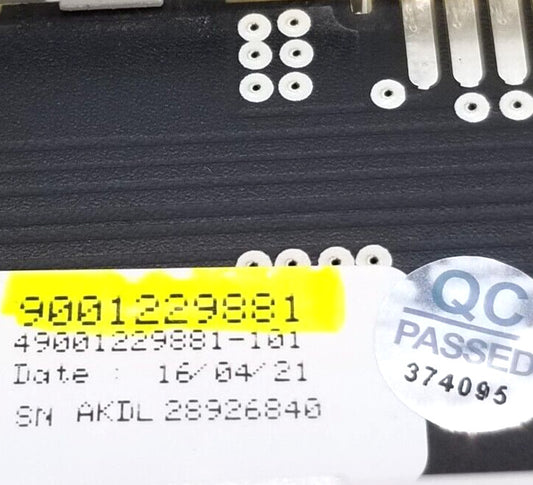 9001229881
49001229881-101
Date : 16/04/21
SN AKDL 28926840
QC
PASSED
374095